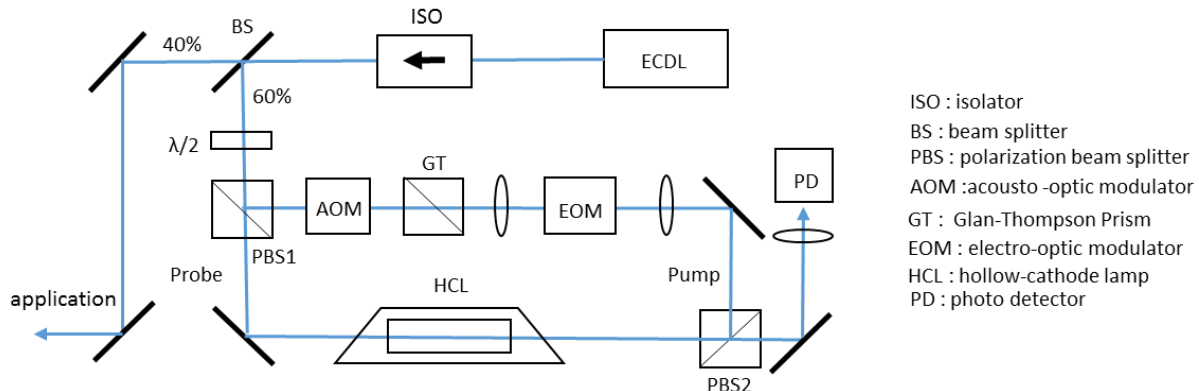 ISO
BS
40%
ECDL
60%
λ/2
GT
AOM
EOM
PD
PBS1
Probe
Pump
HCL
application
PBS2
ISO : isolator
BS : beam splitter
PBS : polarization beam splitter
AOM :acousto -optic modulator
GT : Glan-Thompson Prism
EOM : electro-optic modulator
HCL : hollow-cathode lamp
PD : photo detector